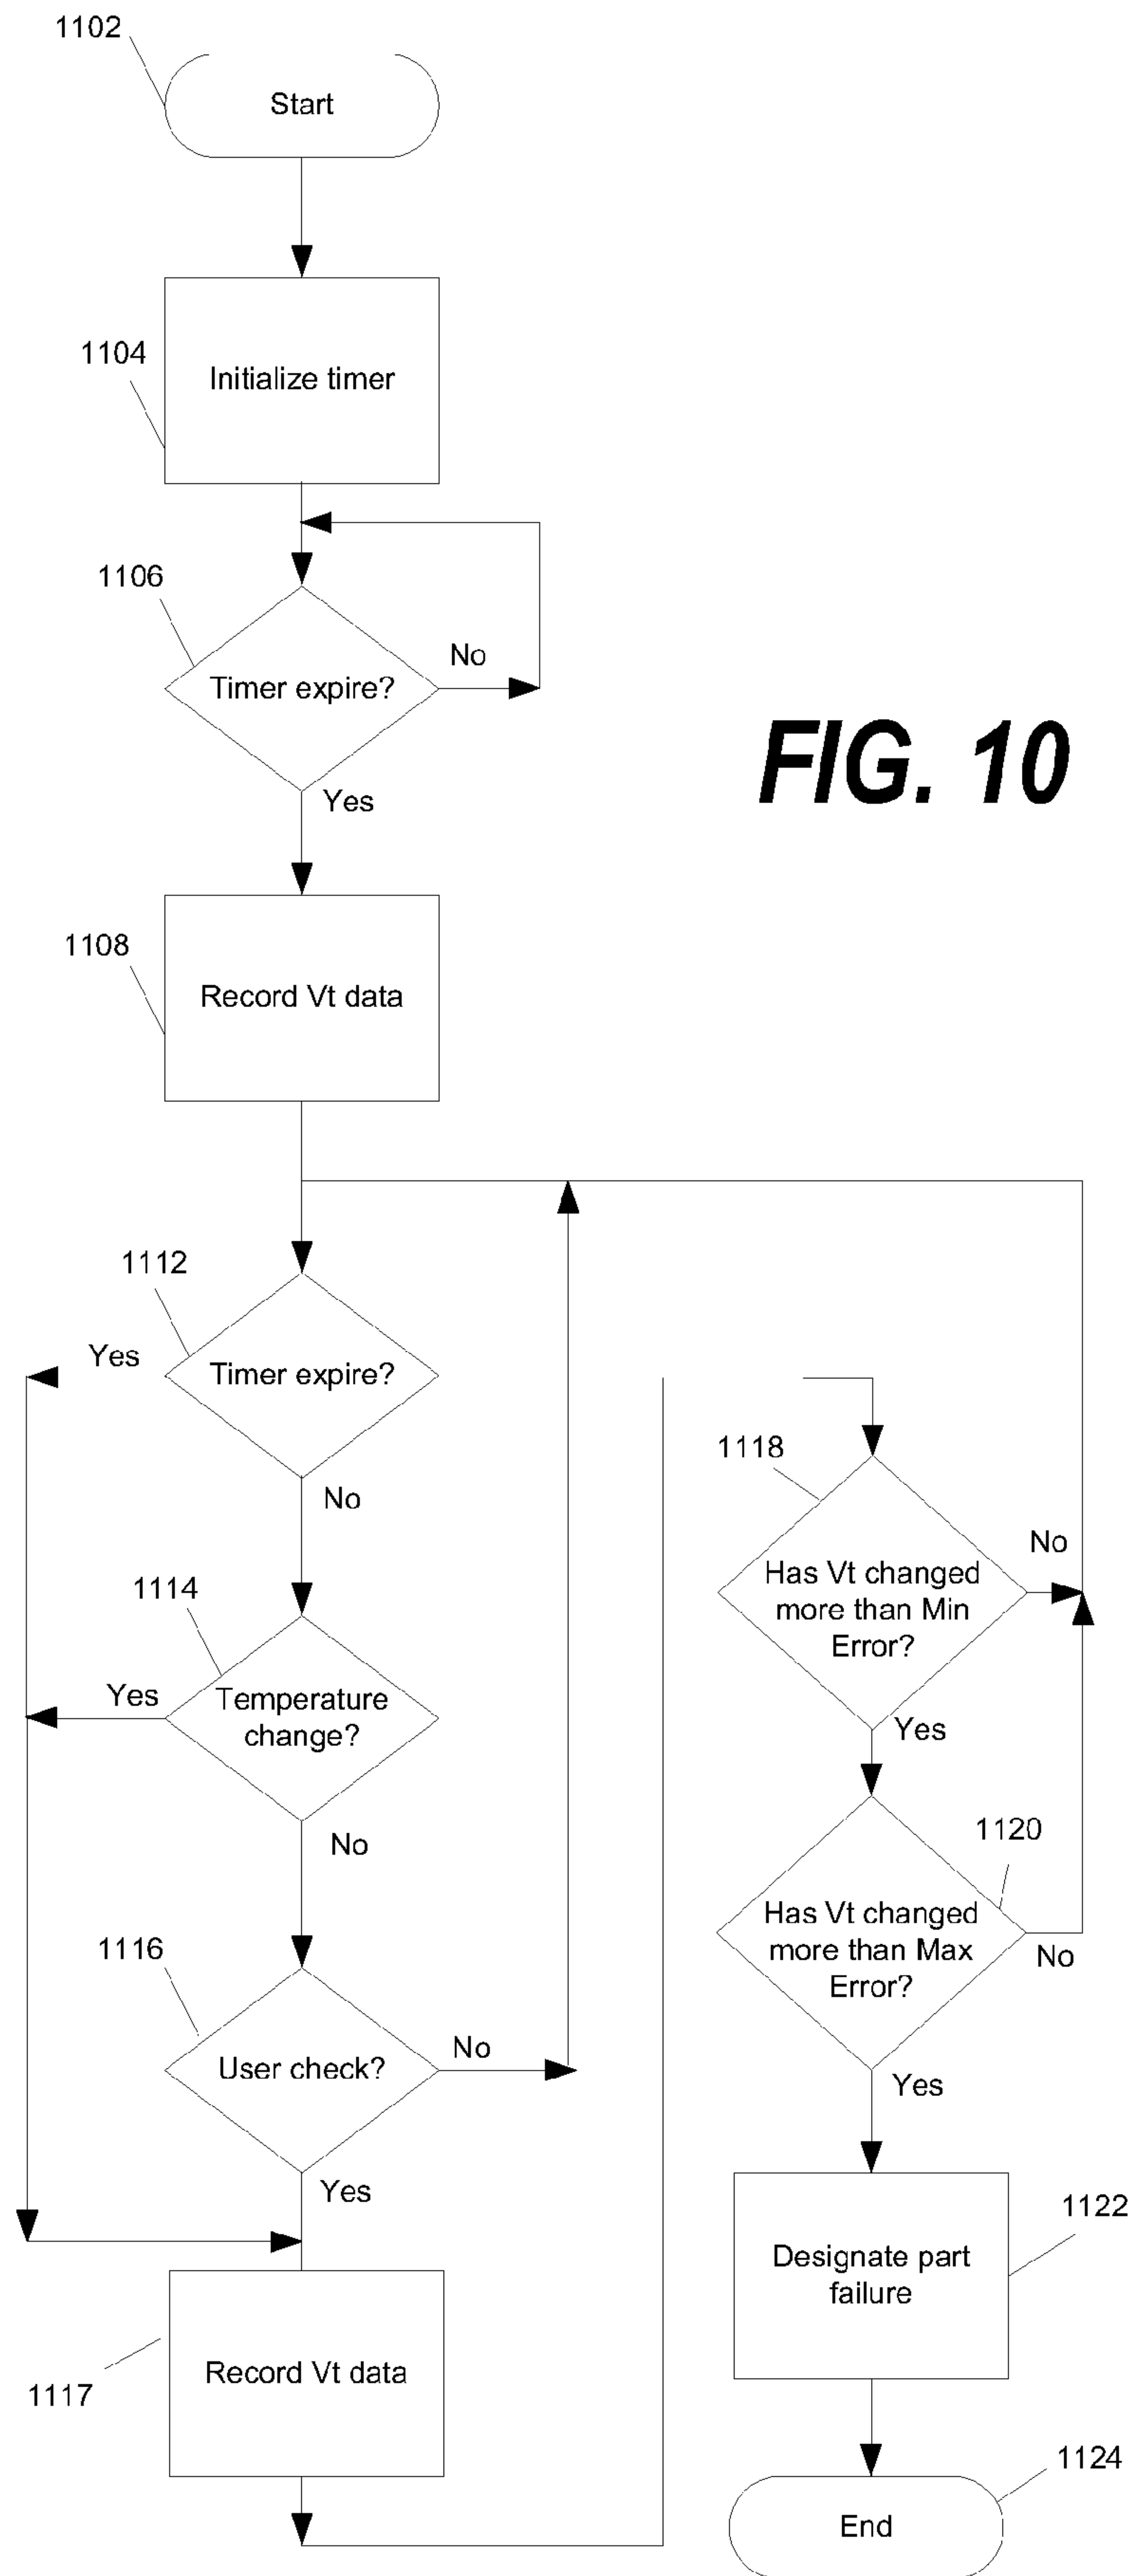 1102
Start
1104
Initialize timer
1106
Timer expire?
No
Yes
FIG. 10
1108
Record Vt data
1112
Yes
Timer expire?
No
1114
Yes
Temperature
change?
No
1116
User check?
No
Yes
1117
Record Vt data
1118
Has Vt changed
more than Min
Error?
No
Yes
1120
Has Vt changed
more than Max
Error?
No
Yes
1122
Designate part
failure
1124
End